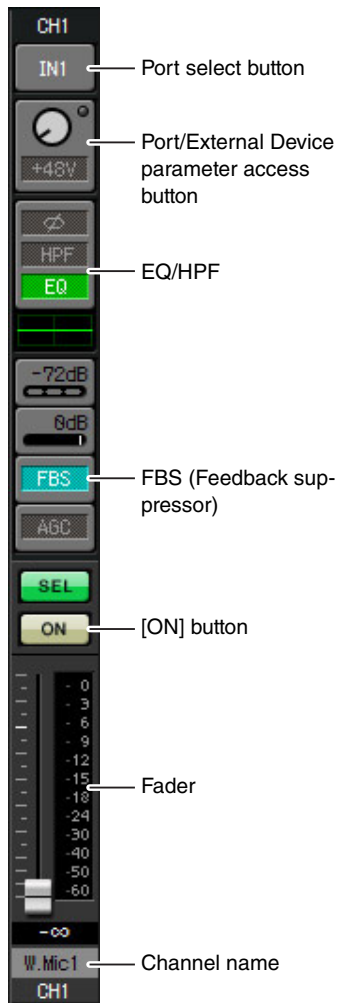 CH1
IN1
Port select button
Port/External Device
parameter access
button
+48V
HPF
EQ/HPF
EQ
-72dB
0dB
FBS
FBS (Feedback sup-
pressor)
AGC
SEL
ON
[ON] button
0
3
6
9
-12
-15
Fader
-18
-24
-30
-40
-50
-60
-∞
W.Mic1
Channel name
CH1